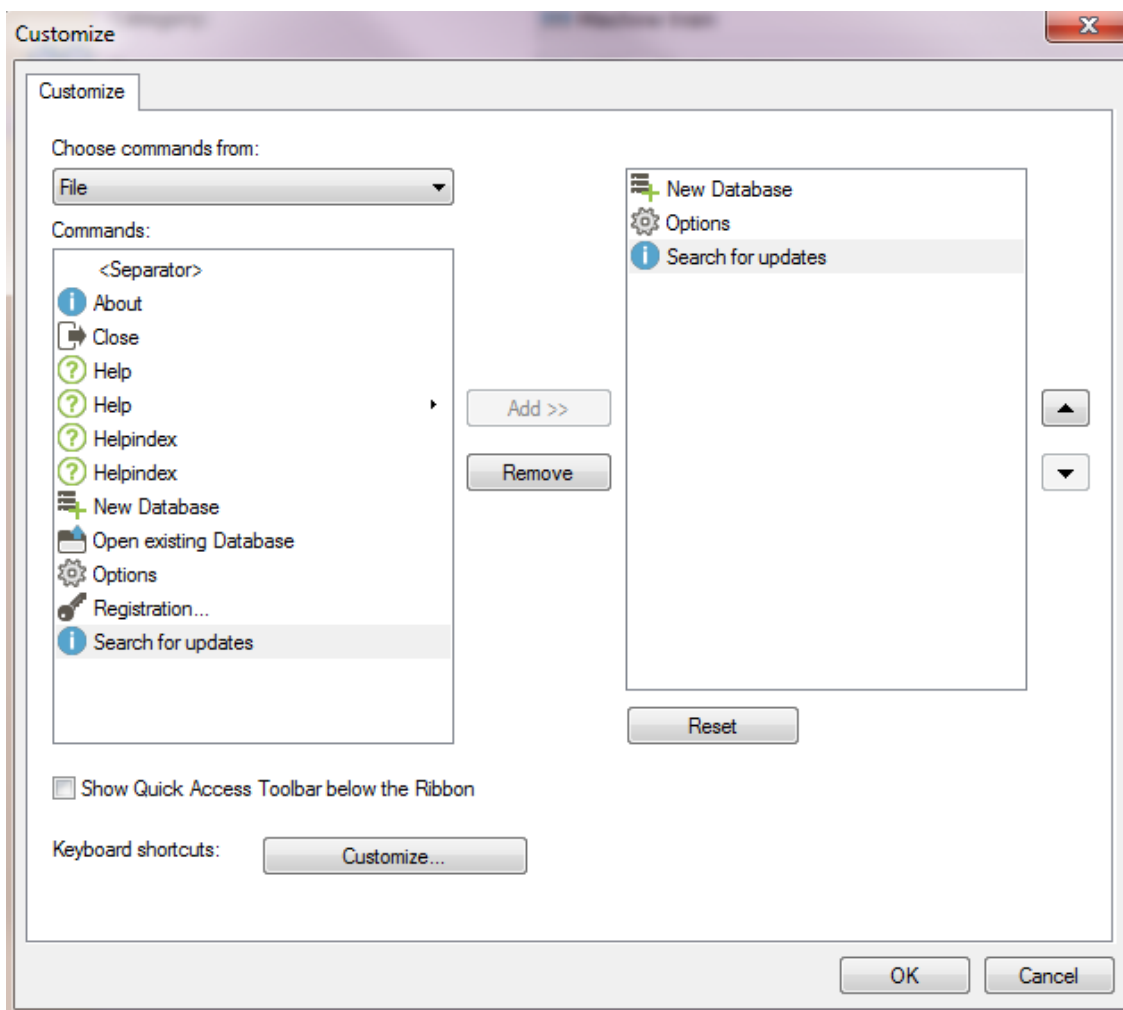 Customize
Customize
Choose commands from:
File
Commands:
<Separator>
About
Close
Help
Help
Helpindex
Helpindex
New Database
Open existing Database
Options
Registration...
Search for updates
Add >>
Remove
New Database
Options
Search for updates
Reset
Show Quick Access Toolbar below the Ribbon
Keyboard shortcuts:
Customize...
OK
Cancel